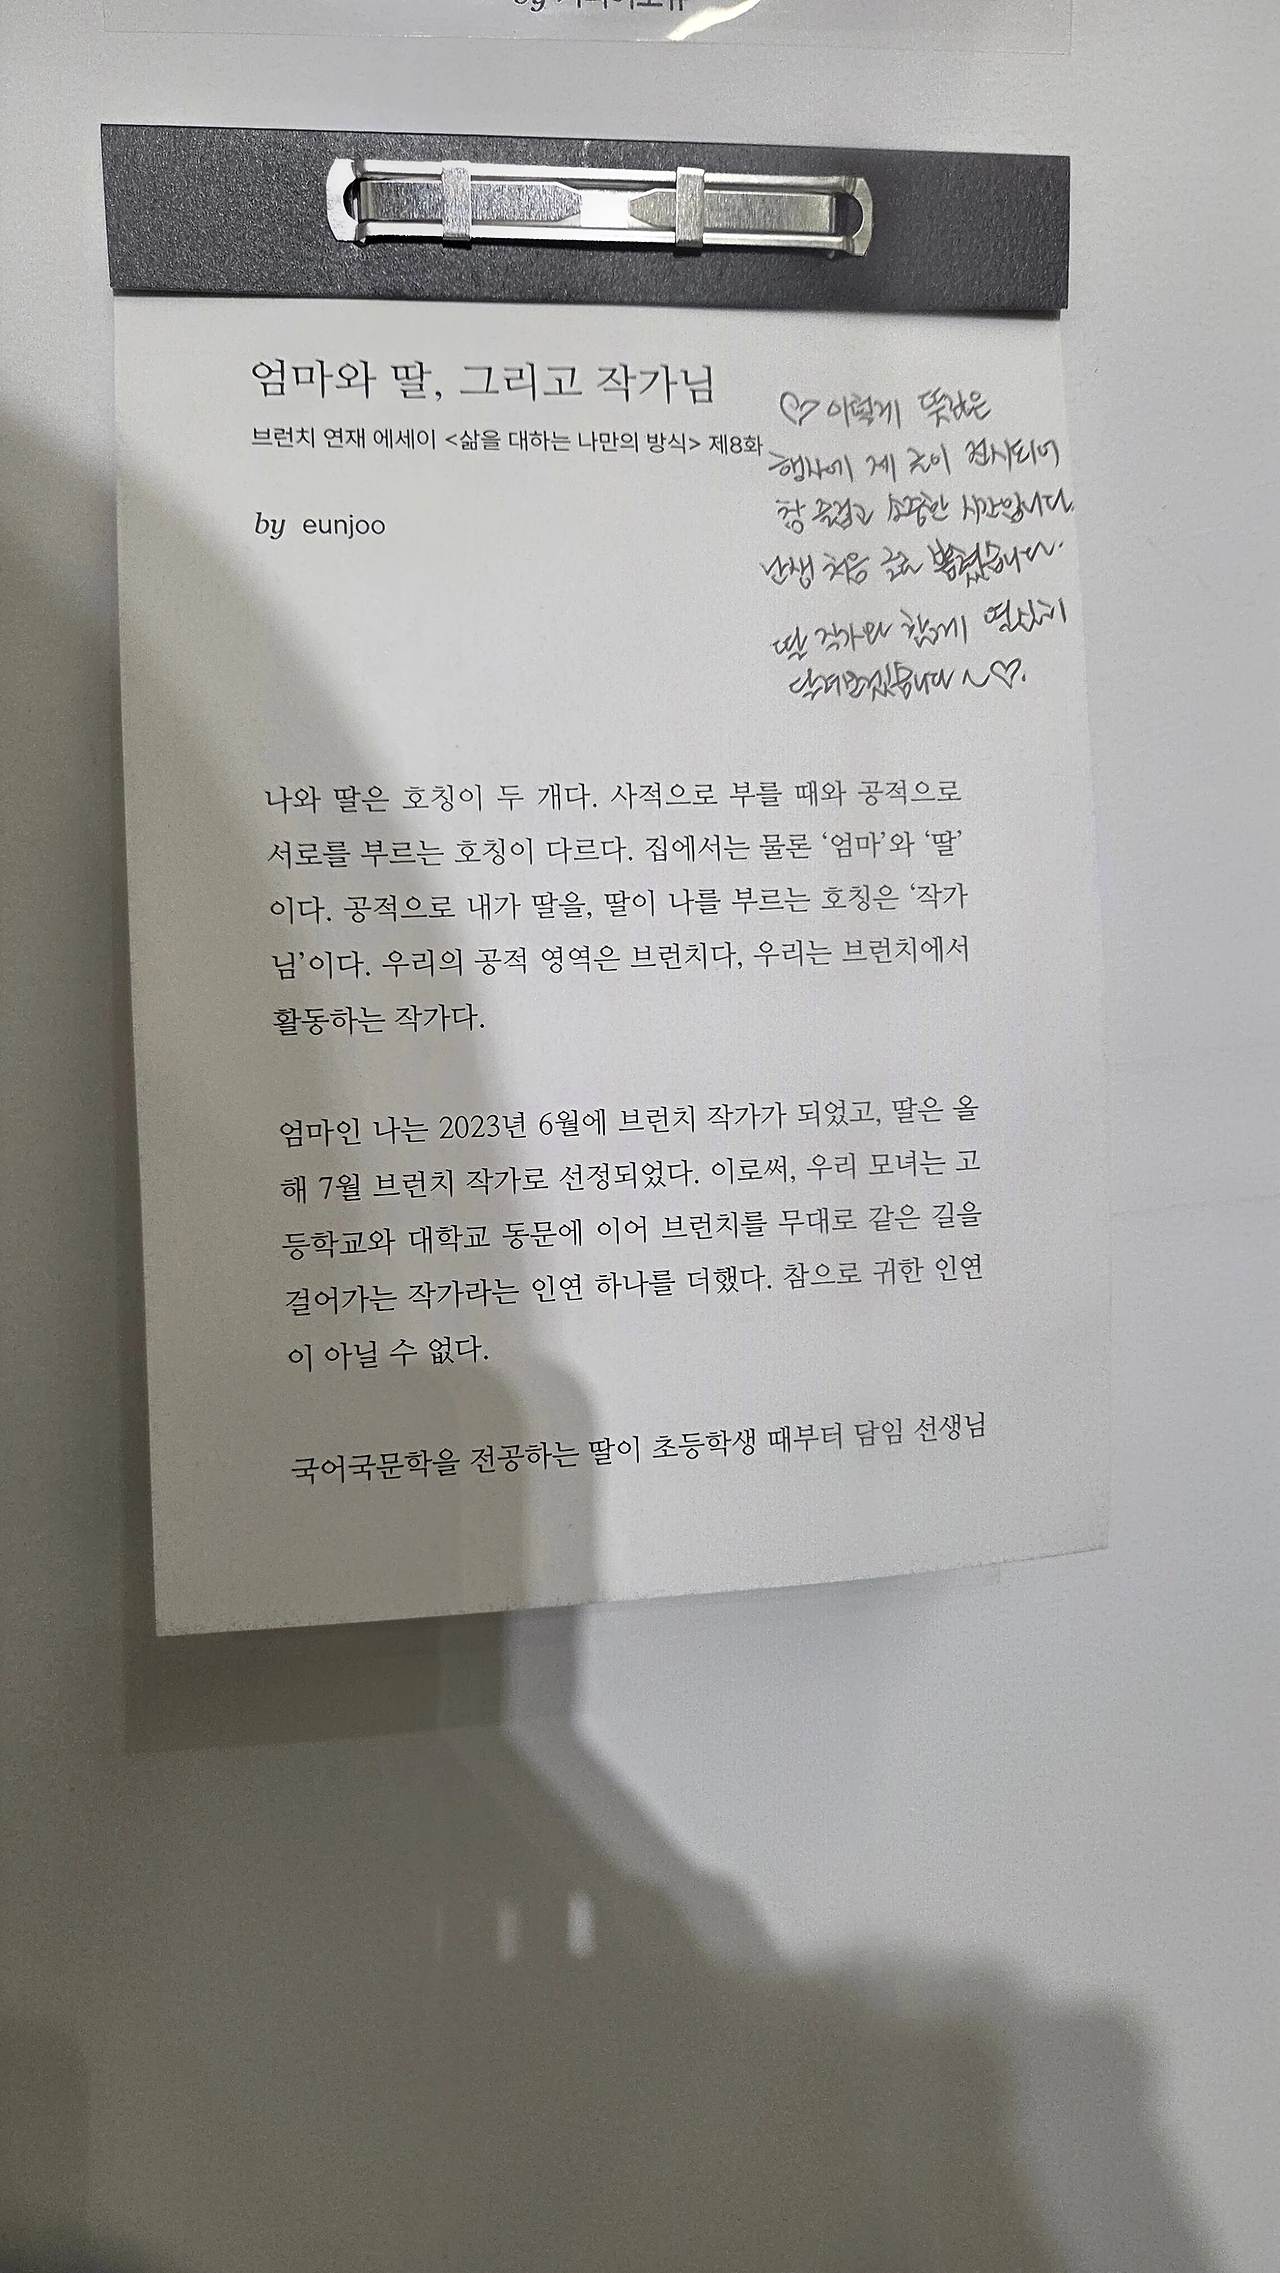 엄마와 딸, 그리고 작가님
브런치 연재 에세이 <삶을 대하는 나만의 방식> 제8화
by eunjoo
♡ 이렇게 뜻깊은
행사에 제 글이 전시되어
참 즐겁고 소중한 시간입니다.
난생 처음 글로 뽐냈습니다.
딸 작가와 함께 열심히
♡.
나와 딸은 호칭이 두 개다. 사적으로 부를 때와 공적으로
서로를 부르는 호칭이 다르다. 집에서는 물론 ‘엄마’와 ‘딸’
이다. 공적으로 내가 딸을, 딸이 나를 부르는 호칭은 ‘작가
님’이다. 우리의 공적 영역은 브런치다, 우리는 브런치에서
활동하는 작가다.
엄마인 나는 2023년 6월에 브런치 작가가 되었고, 딸은 올
해 7월 브런치 작가로 선정되었다. 이로써, 우리 모녀는 고
등학교와 대학교 동문에 이어 브런치를 무대로 같은 길을
걸어가는 작가라는 인연 하나를 더했다. 참으로 귀한 인연
이 아닐 수 없다.
국어국문학을 전공하는 딸이 초등학생 때부터 담임 선생님